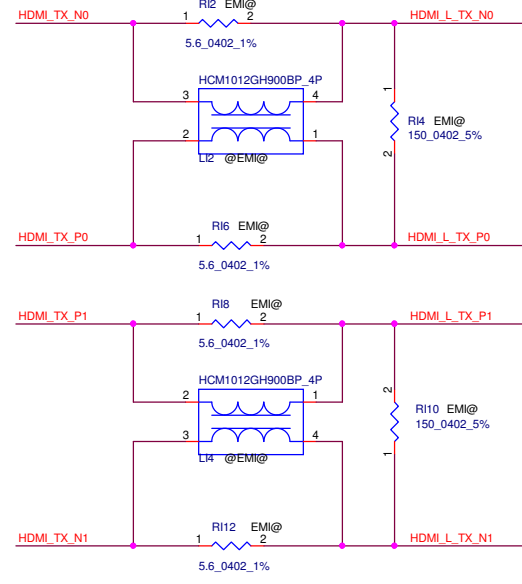 RI2 EMI@
HDMI_TX_N0 1 2 HDMI_L_TX_N0
5.6_0402_1%
HCM1012GH900BP_4P
3 4
1
RI4 EMI@
150_0402_5%
2 1
2
LI2 @EMI@
RI6 EMI@
HDMI_TX_P0 1 2 HDMI_L_TX_P0
5.6_0402_1%
RI8 EMI@
HDMI_TX_P1 1 2 HDMI_L_TX_P1
5.6_0402_1%
HCM1012GH900BP_4P
2 1
2
RI10 EMI@
150_0402_5%
3 4
1
LI4 @EMI@
RI12 EMI@
HDMI_TX_N1 1 2 HDMI_L_TX_N1
5.6_0402_1%